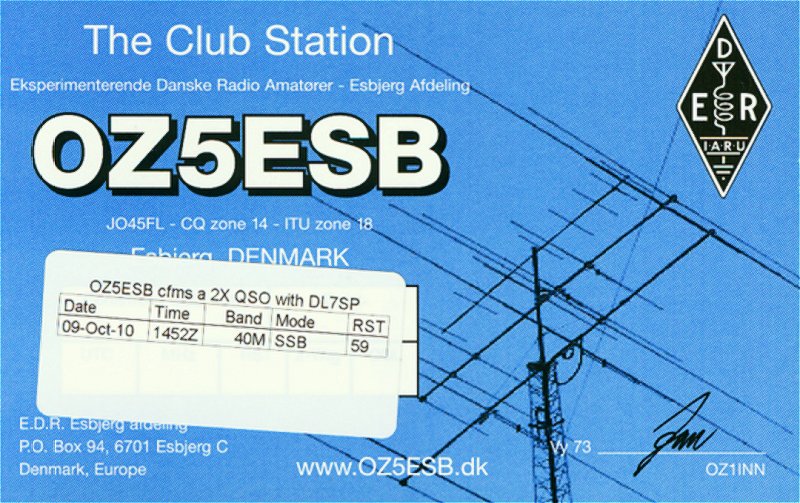 The Club Station
Eksperimenterende Danske Radio Amatører - Esbjerg Afdeling
OZ5ESB
D
E R
I·A·R·U
JO45FL - CQ zone 14 - ITU zone 18
Esbjerg, DENMARK
OZ5ESB cfms a 2X QSO with DL7SP
Date Time Band Mode RST
09-Oct-10 1452Z 40M SSB 59
E.D.R. Esbjerg afdeling
P.O. Box 94, 6701 Esbjerg C
Denmark, Europe
www.OZ5ESB.dk
Vy 73
OZ1INN